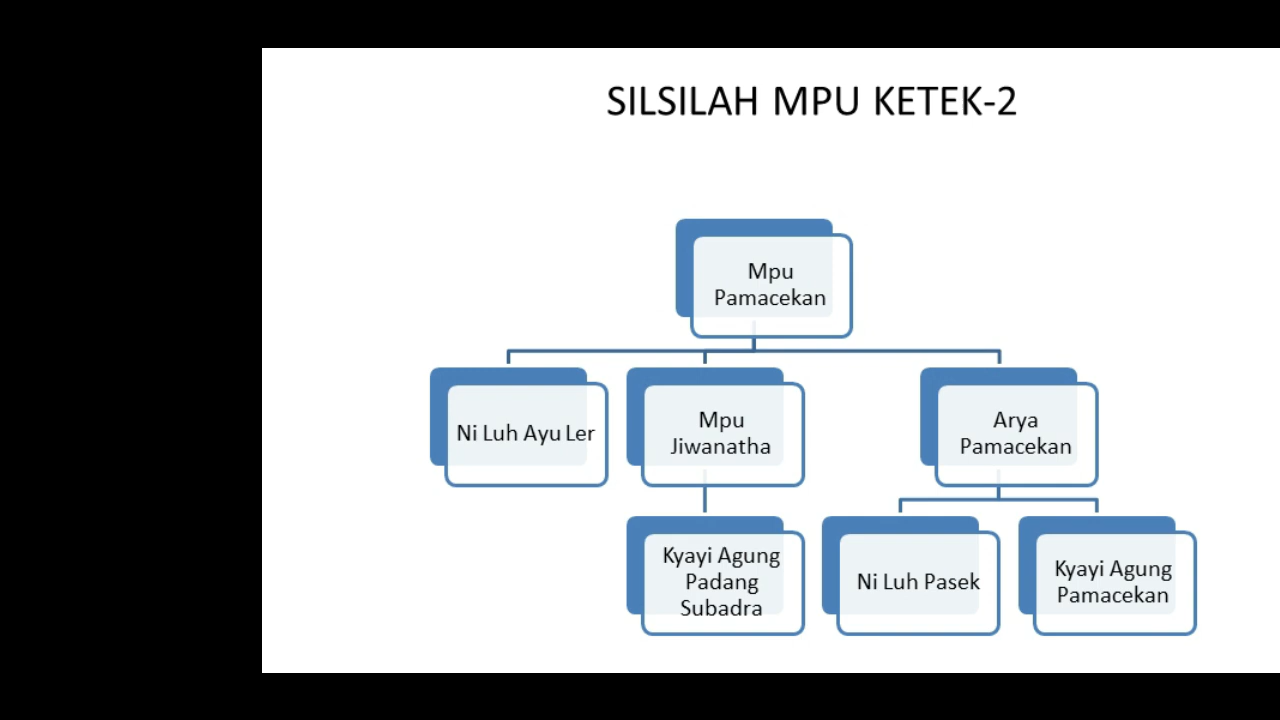 SILSILAH MPU KETEK-2
Mpu
Pamacekan
Ni Luh Ayu Ler
Mpu
Jiwanatha
Arya
Pamacekan
Kyayi Agung
Padang
Subadra
Ni Luh Pasek
Kyayi Agung
Pamacekan